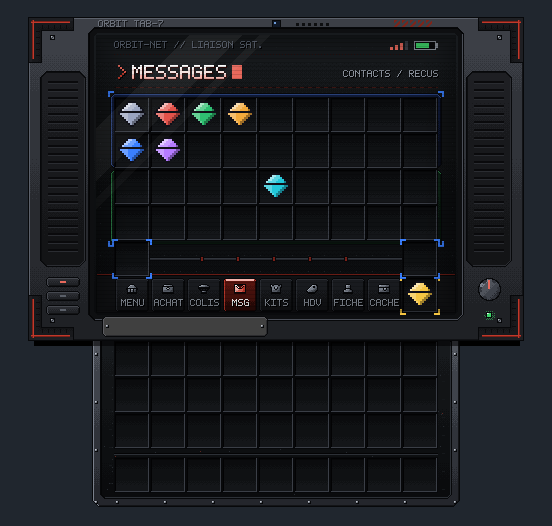 ORBIT TAB-7
ORBIT-NET // LIAISON SAT.
MESSAGES
CONTACTS / RECUS
MENU ACHAT COLIS MSG KITS HDV FICHE CACHE